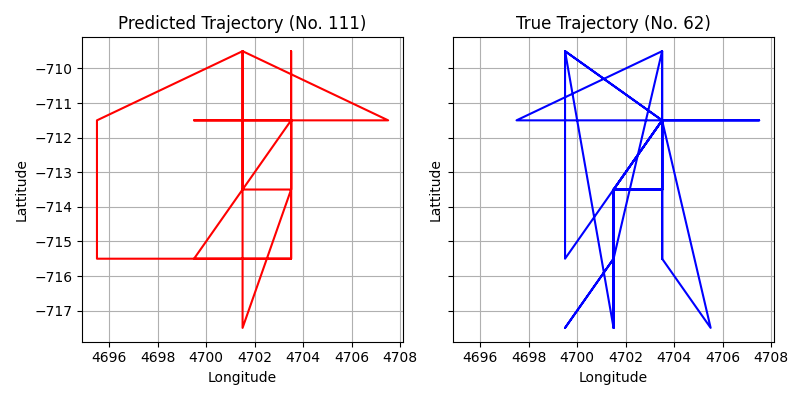 Predicted Trajectory (No. 111)
True Trajectory (No. 62)
Lattitude
−710
−711
−712
−713
−714
−715
−716
−717
4696 4698 4700 4702 4704 4706 4708
Longitude
Lattitude
4696 4698 4700 4702 4704 4706 4708
Longitude